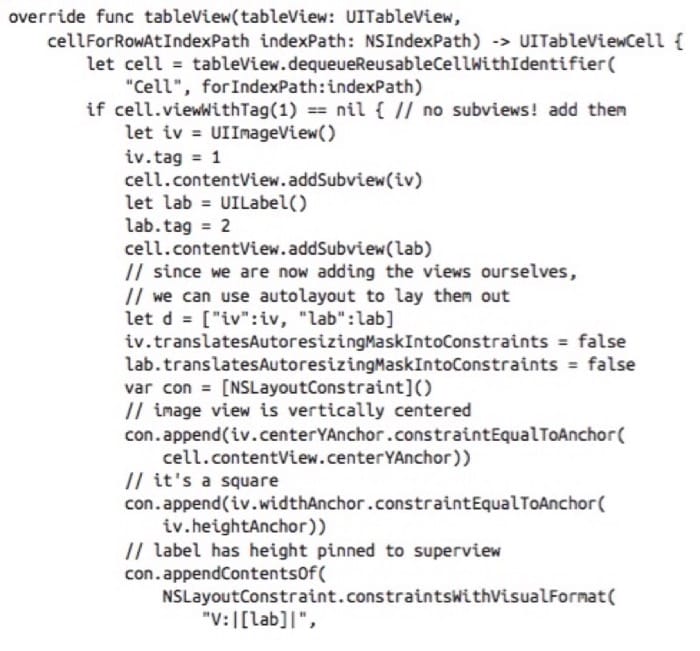 override func tableView(tableView: UITableView,
    cellForRowAtIndexPath indexPath: NSIndexPath) -> UITableViewCell {
        let cell = tableView.dequeueReusableCellWithIdentifier(
            "Cell", forIndexPath:indexPath)
        if cell.viewWithTag(1) == nil { // no subviews! add them
            let iv = UIImageView()
            iv.tag = 1
            cell.contentView.addSubview(iv)
            let lab = UILabel()
            lab.tag = 2
            cell.contentView.addSubview(lab)
            // since we are now adding the views ourselves,
            // we can use autolayout to lay them out
            let d = ["iv":iv, "lab":lab]
            iv.translatesAutoresizingMaskIntoConstraints = false
            lab.translatesAutoresizingMaskIntoConstraints = false
            var con = [NSLayoutConstraint]()
            // image view is vertically centered
            con.append(iv.centerYAnchor.constraintEqualToAnchor(
                cell.contentView.centerYAnchor))
            // it's a square
            con.append(iv.widthAnchor.constraintEqualToAnchor(
                iv.heightAnchor))
            // label has height pinned to superview
            con.appendContentsOf(
                NSLayoutConstraint.constraintsWithVisualFormat(
                    "V:|[lab]|",